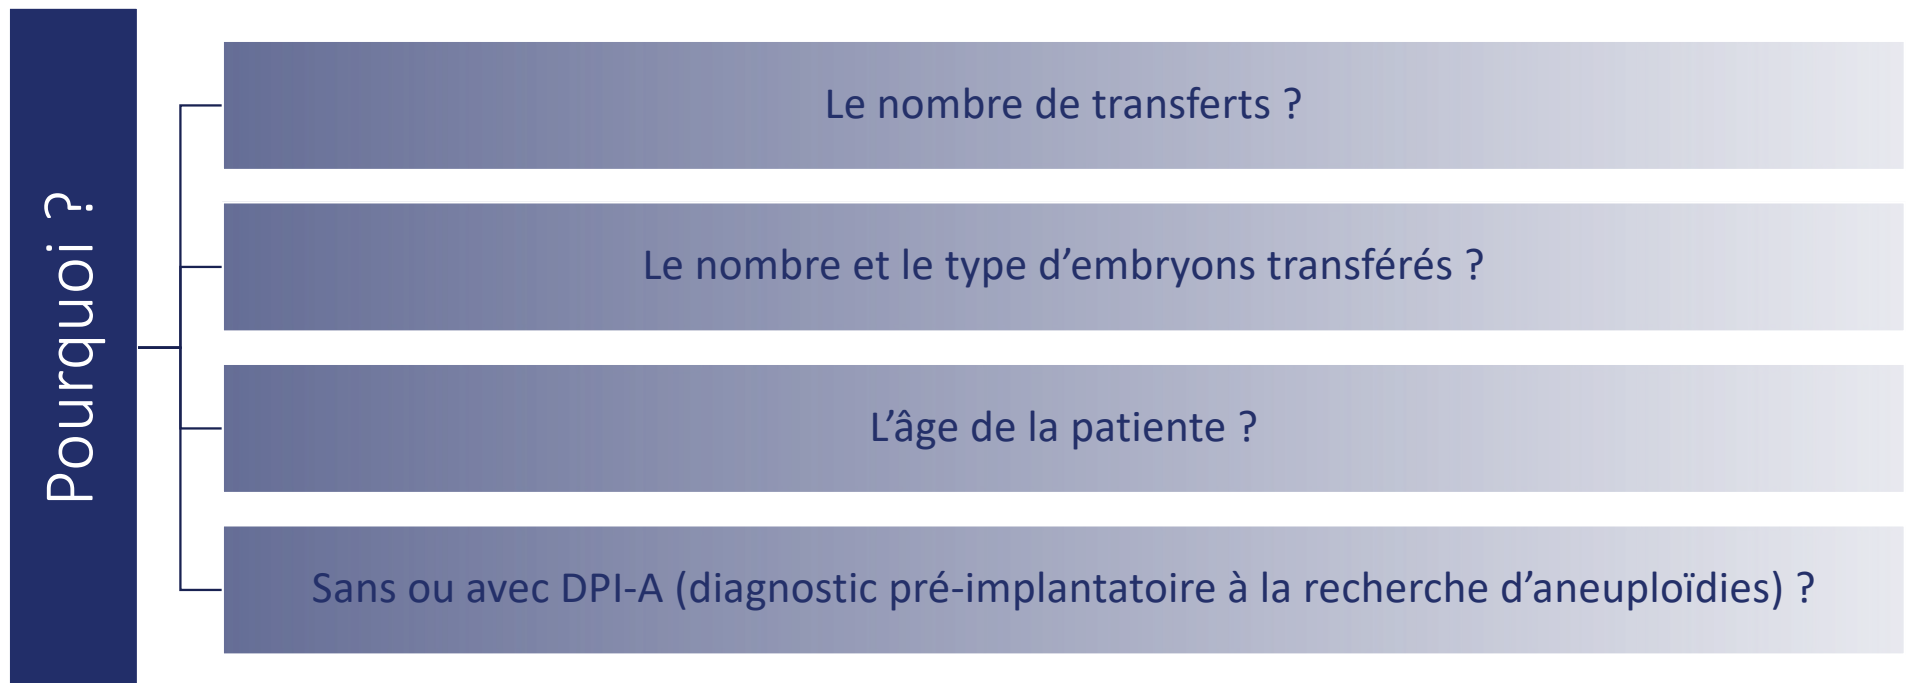 Pourquoi ?
Le nombre de transferts ?
Le nombre et le type d’embryons transférés ?
L’âge de la patiente ?
Sans ou avec DPI-A (diagnostic pré-implantatoire à la recherche d’aneuploïdies) ?